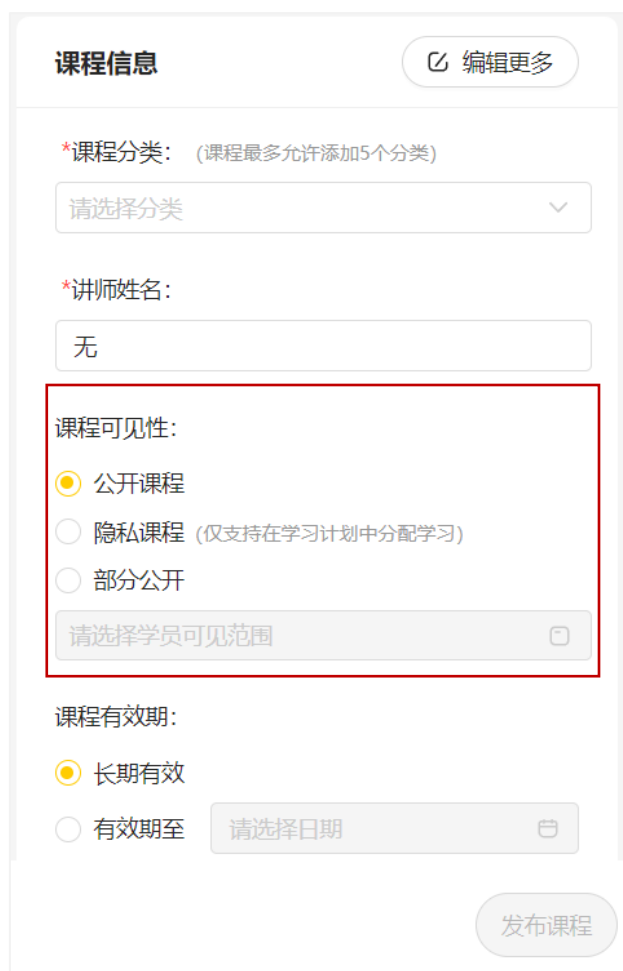 课程信息
编辑更多
*课程分类： (课程最多允许添加5个分类)
请选择分类
*讲师姓名：
无
课程可见性：
公开课程
隐私课程 (仅支持在学习计划中分配学习)
部分公开
请选择学员可见范围
课程有效期：
长期有效
有效期至 请选择日期
发布课程